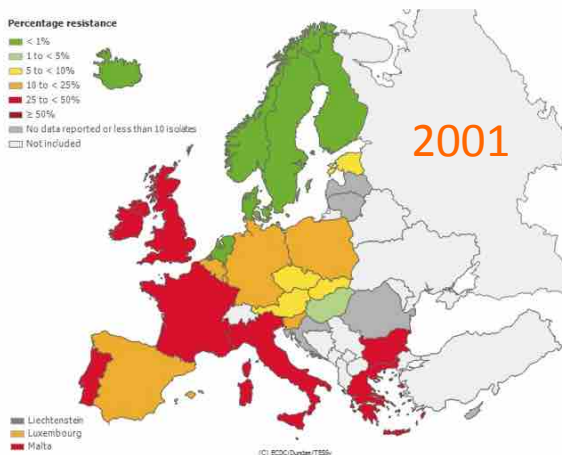 Percentage resistance
< 1%
1 to < 5%
5 to < 10%
10 to < 25%
25 to < 50%
≥ 50%
No data reported or less than 10 isolates
Not included
2001
Liechtenstein
Luxembourg
Malta
(C) ECDC/Dundas/TESSy